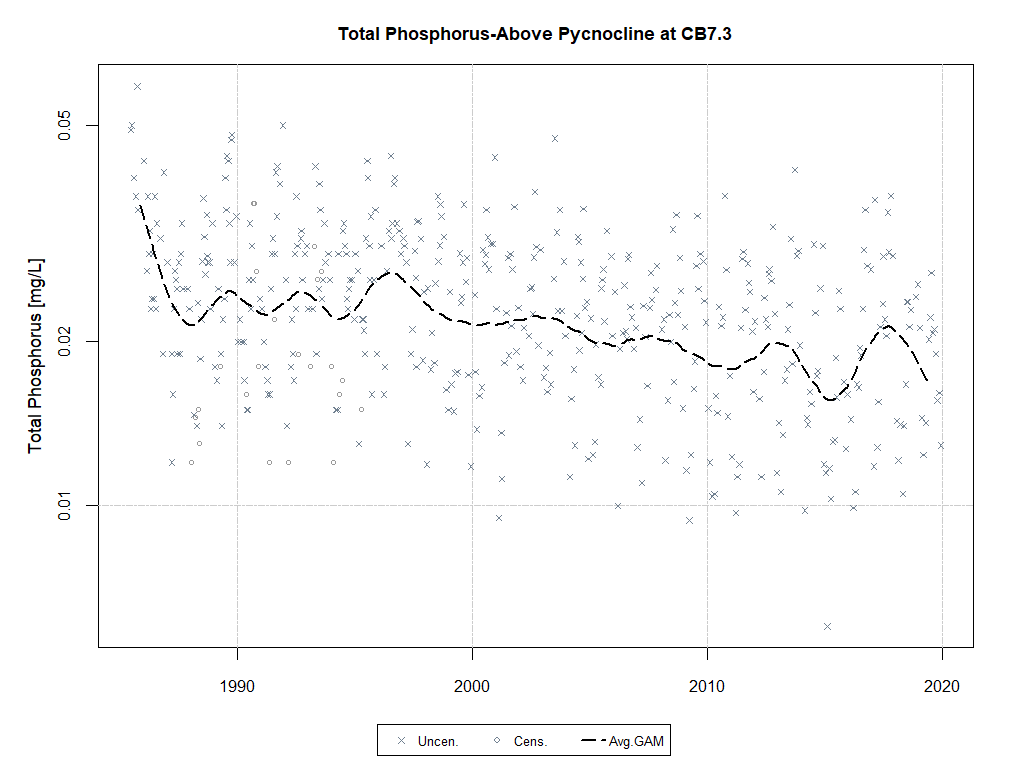 Total Phosphorus-Above Pycnocline at CB7.3
Total Phosphorus [mg/L]
0.05
0.02
0.01
1990 2000 2010 2020
Uncen. Cens. Avg.GAM